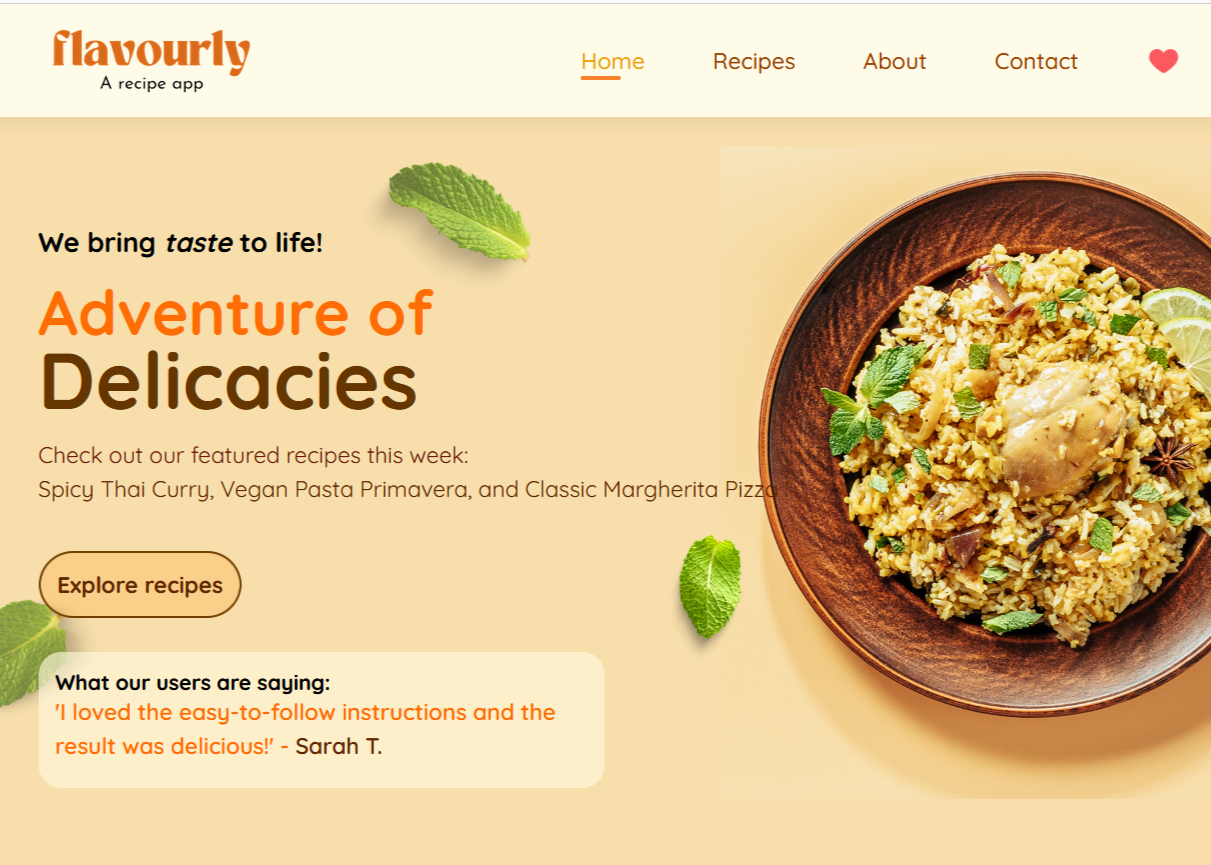 flavourly
A recipe app
Home Recipes About Contact
We bring taste to life!
Adventure of
Delicacies
Check out our featured recipes this week:
Spicy Thai Curry, Vegan Pasta Primavera, and Classic Margherita Pizza
Explore recipes
What our users are saying:
'I loved the easy-to-follow instructions and the
result was delicious!' - Sarah T.